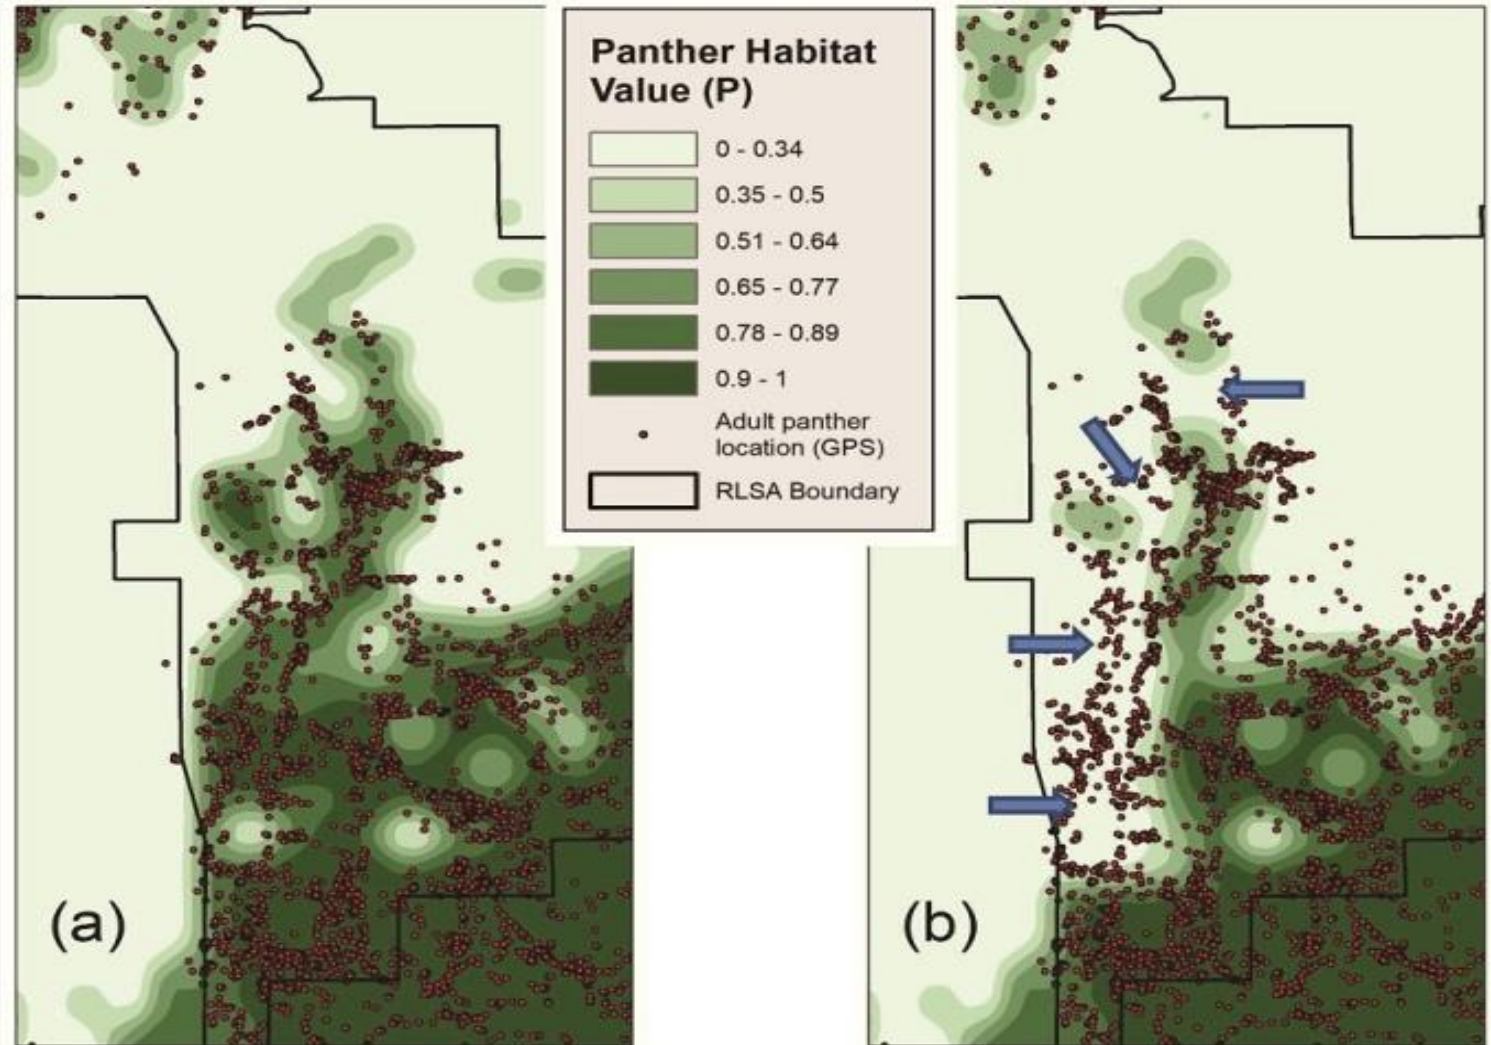 Panther Habitat
Value (P)
0 - 0.34
0.35 - 0.5
0.51 - 0.64
0.65 - 0.77
0.78 - 0.89
0.9 - 1
Adult panther
location (GPS)
RLSA Boundary
(a)
(b)